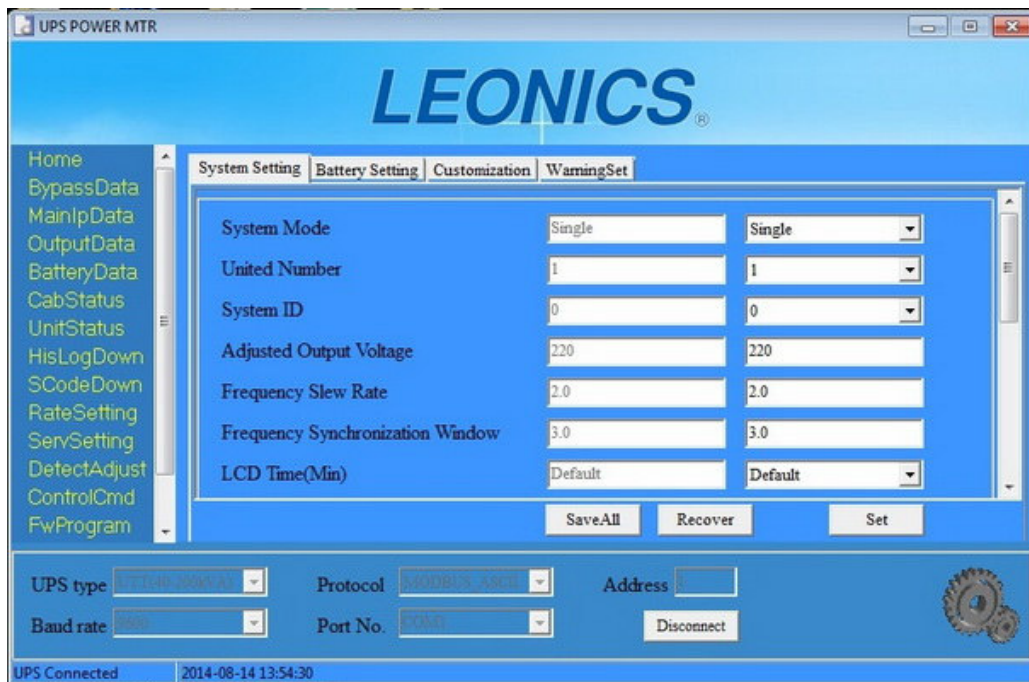 UPS POWER MTR
LEONICS®
Home
BypassData
MainIpData
OutputData
BatteryData
CabStatus
UnitStatus
HisLogDown
SCodeDown
RateSetting
ServSetting
DetectAdjust
ControlCmd
FwProgram
System Setting Battery Setting Customization WarningSet
System Mode Single Single
United Number 1 1
System ID 0 0
Adjusted Output Voltage 220 220
Frequency Slew Rate 2.0 2.0
Frequency Synchronization Window 3.0 3.0
LCD Time(Min) Default Default
SaveAll Recover Set
UPS type Protocol MODBUS_ASCII Address
Baud rate 9600 Port No. Disconnect
UPS Connected 2014-08-14 13:54:30